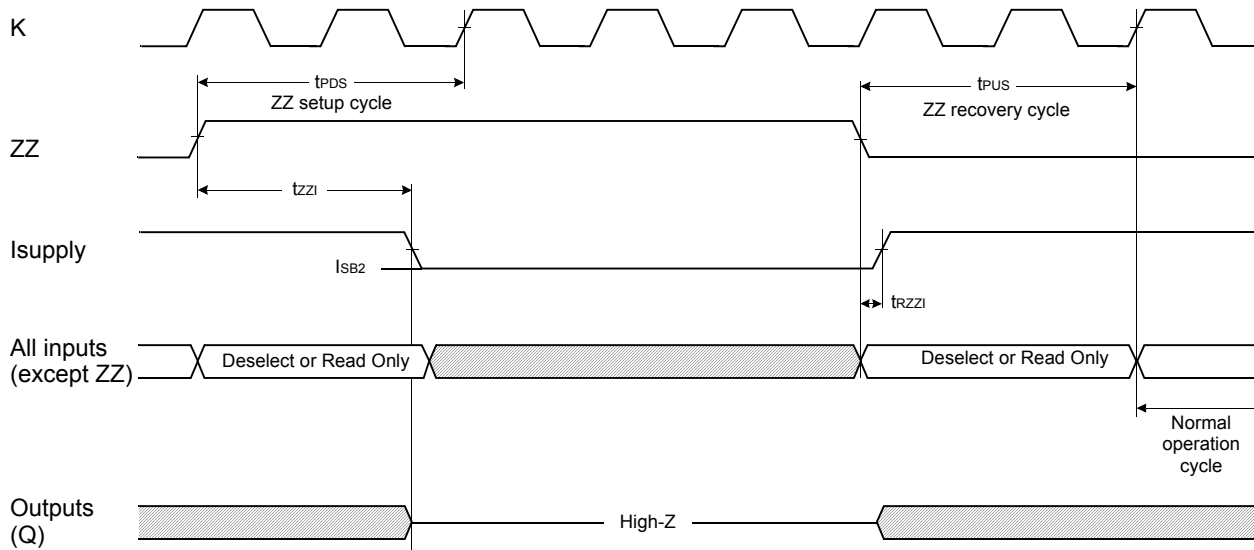 K
tPDS
ZZ setup cycle
tPUS
ZZ recovery cycle
ZZ
tZZI
Isupply
ISB2
tRZZI
All inputs
(except ZZ)
Deselect or Read Only
Deselect or Read Only
Normal
operation
cycle
Outputs
(Q)
High-Z